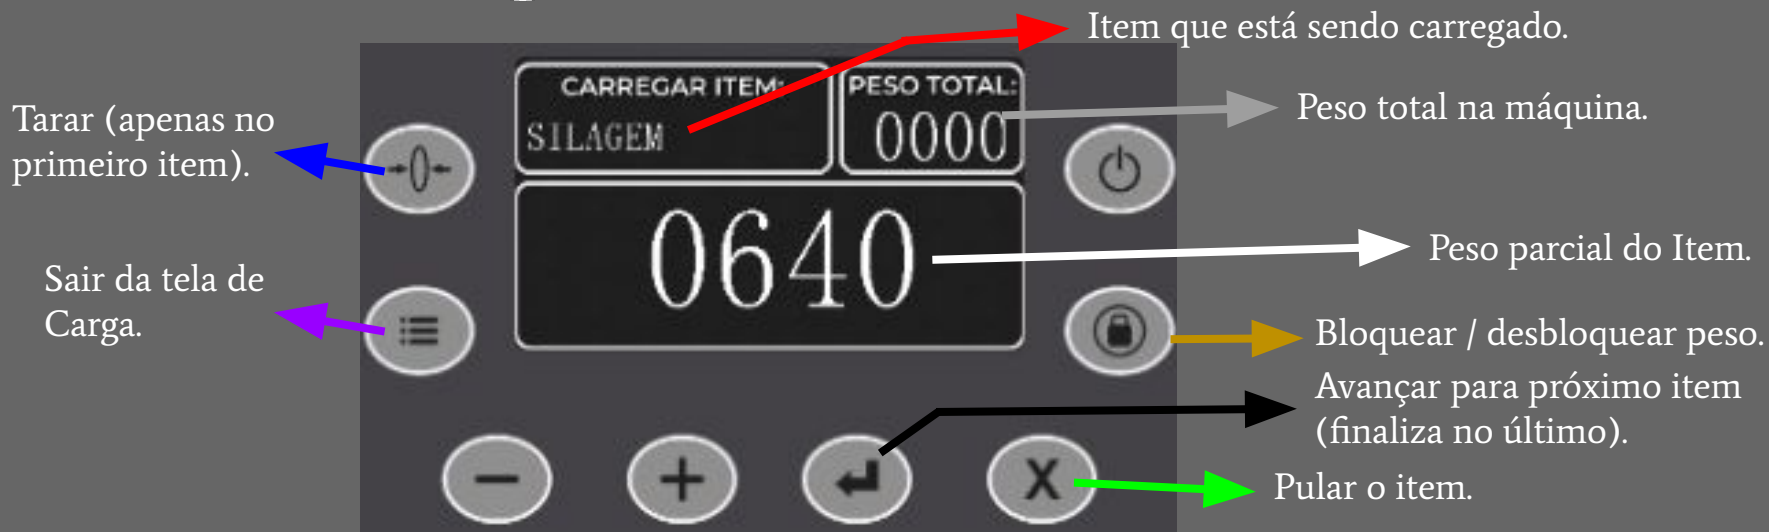 Item que está sendo carregado.
CARREGAR ITEM:
PESO TOTAL:
SILAGEM
0000
Peso total na máquina.
Tarar (apenas no
primeiro item).
0640
Peso parcial do Item.
Sair da tela de
Carga.
Bloquear / desbloquear peso.
Avançar para próximo item
(finaliza no último).
X
Pular o item.